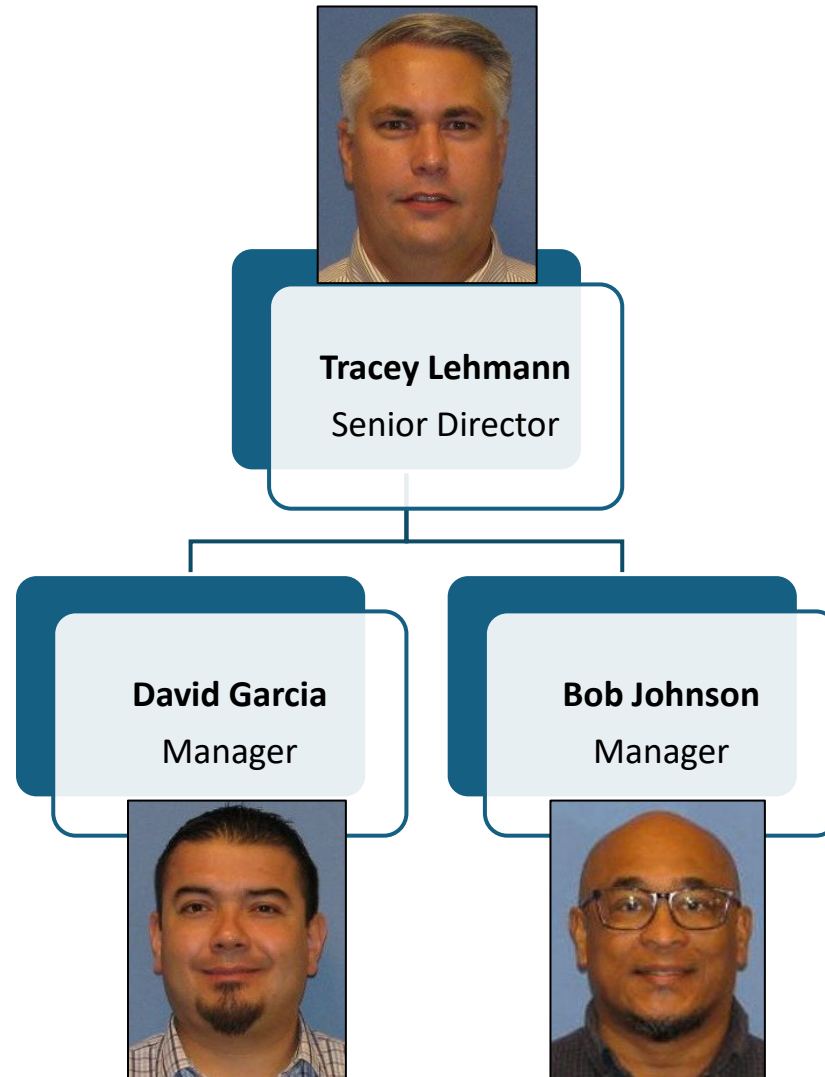 Tracey Lehmann
Senior Director
David Garcia
Manager
Bob Johnson
Manager